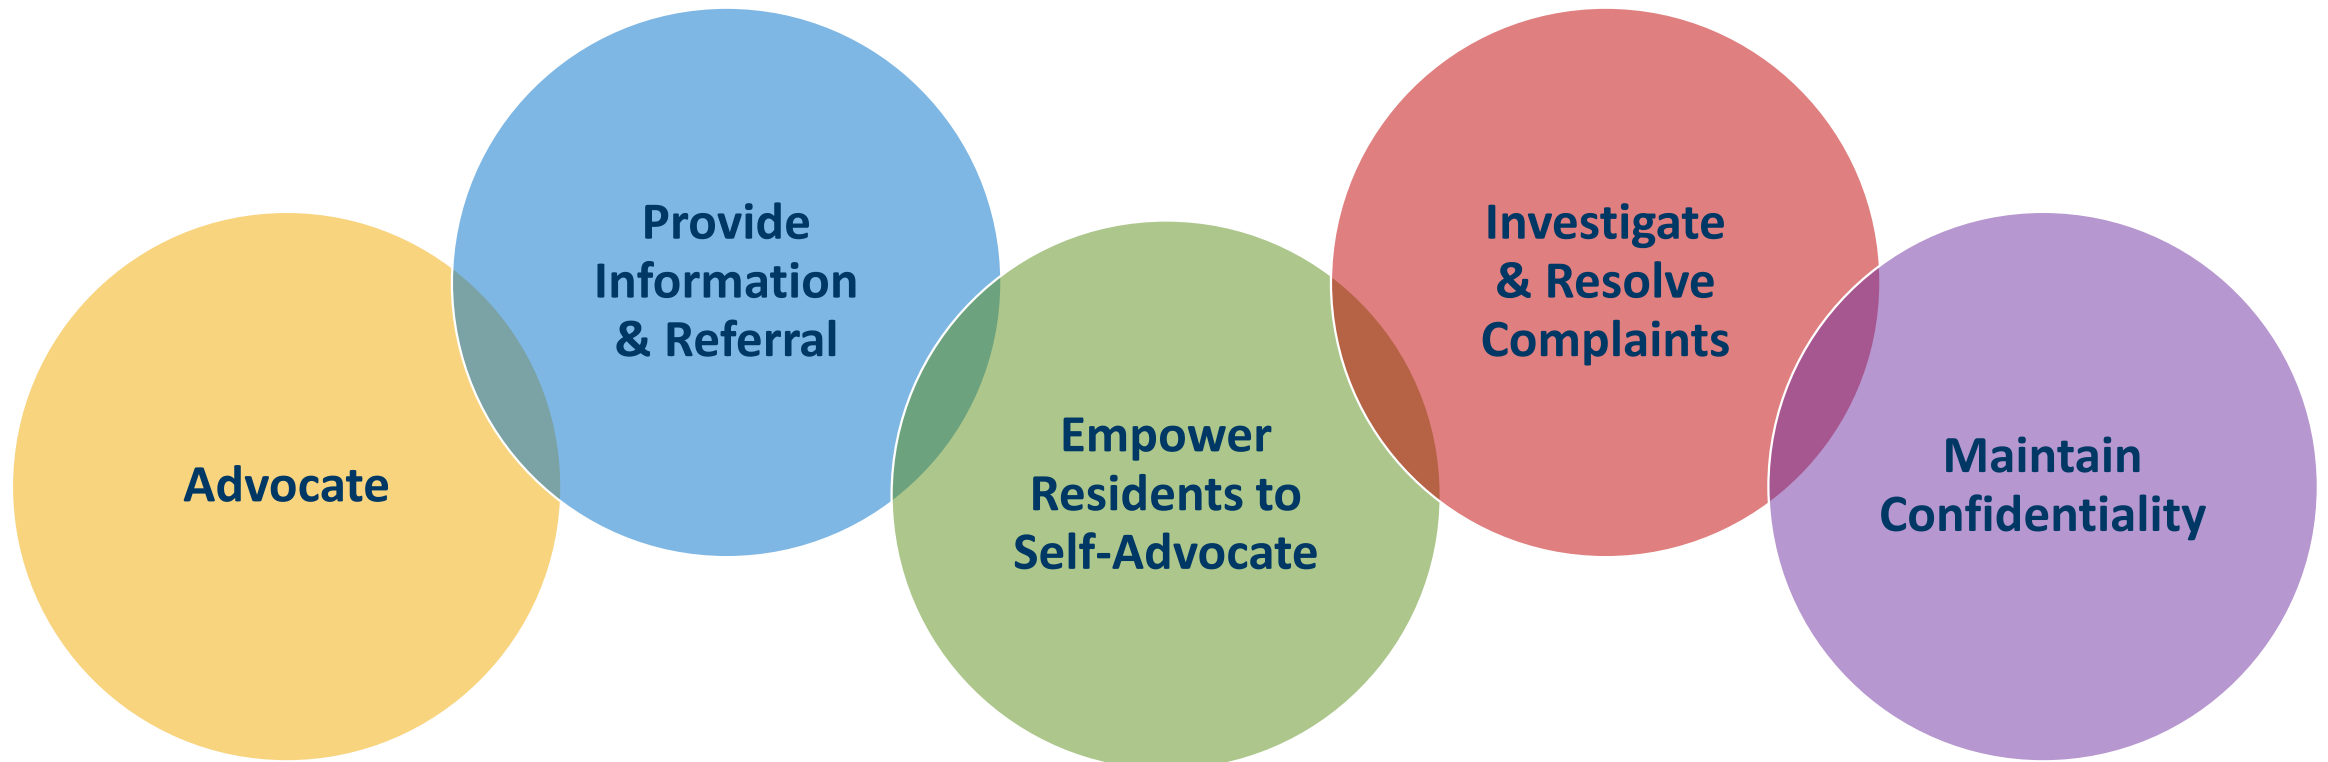 Advocate
Provide
Information
& Referral
Empower
Residents to
Self-Advocate
Investigate
& Resolve
Complaints
Maintain
Confidentiality